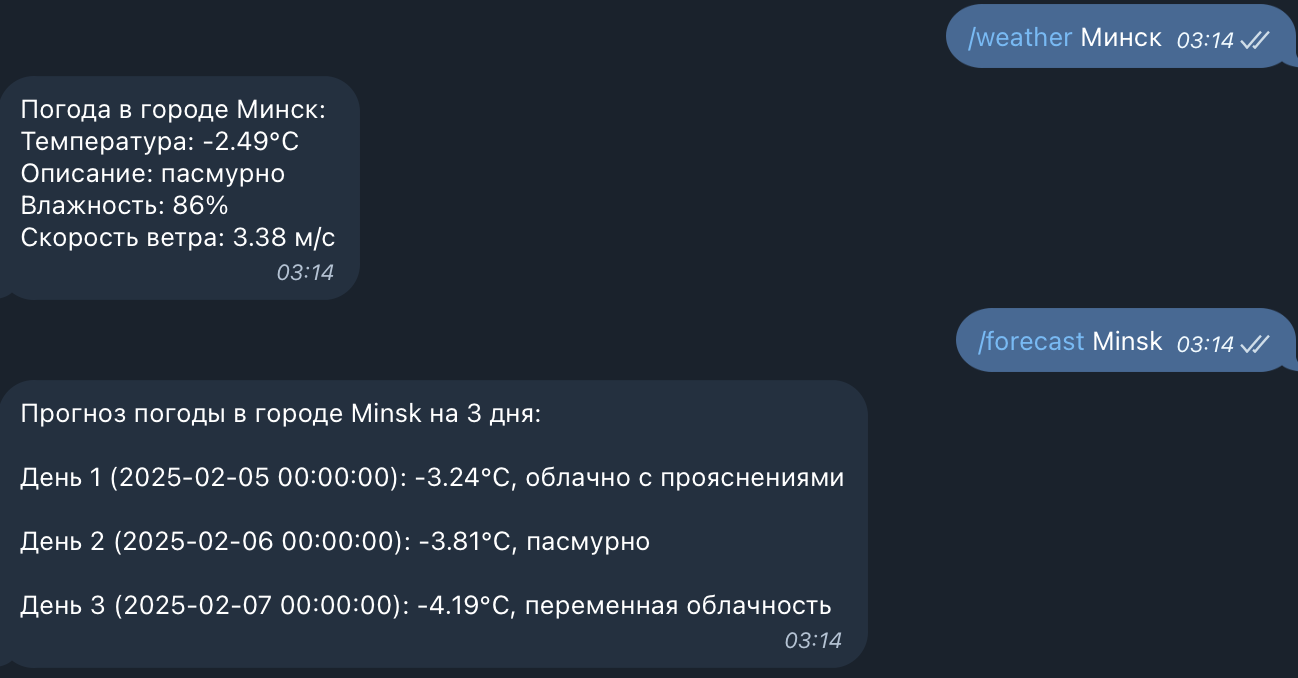 /weather Минск 03:14
Погода в городе Минск:
Температура: -2.49°C
Описание: пасмурно
Влажность: 86%
Скорость ветра: 3.38 м/с
03:14
/forecast Minsk 03:14
Прогноз погоды в городе Minsk на 3 дня:
День 1 (2025-02-05 00:00:00): -3.24°C, облачно с прояснениями
День 2 (2025-02-06 00:00:00): -3.81°C, пасмурно
День 3 (2025-02-07 00:00:00): -4.19°C, переменная облачность
03:14